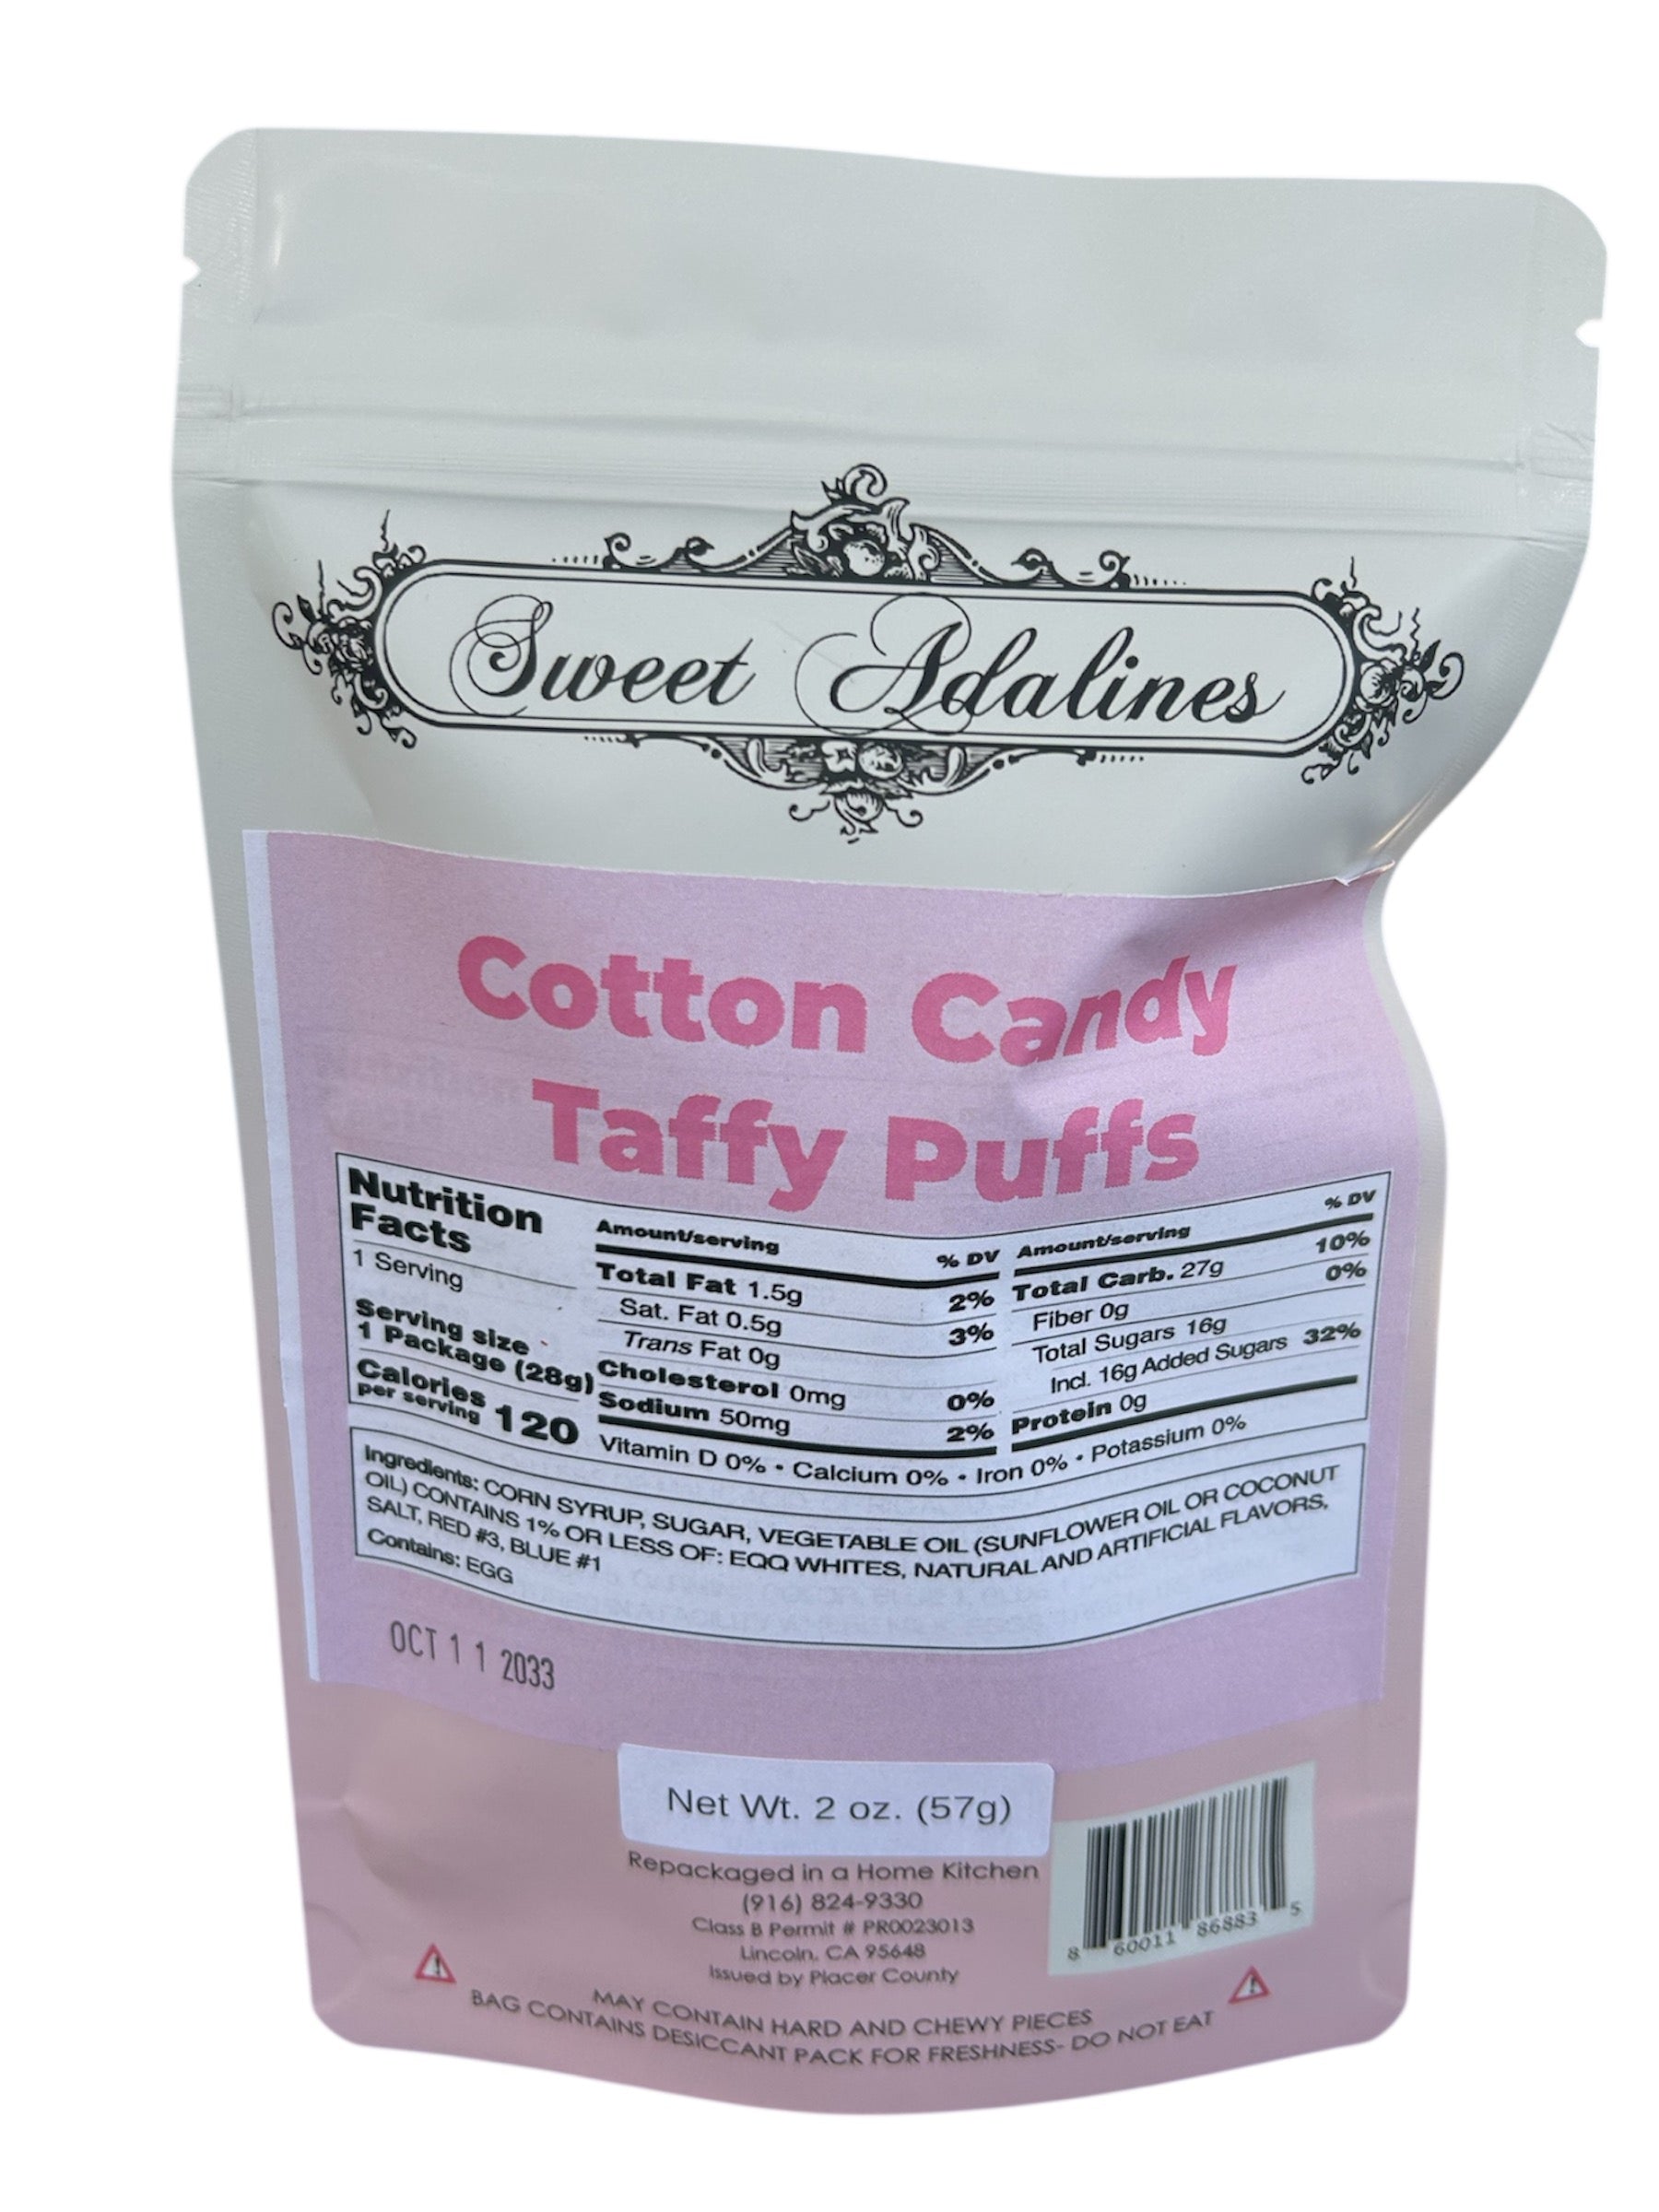 Sweet Adalines
Cotton Candy
Taffy Puffs
Nutrition
Facts
1 Serving
Serving size
1 Package (28g)
Calories
per serving 120
Amount/serving % DV
Total Fat 1.5g 2%
Sat. Fat 0.5g 3%
Trans Fat 0g
Cholesterol 0mg 0%
Sodium 50mg 2%
Amount/serving % DV
Total Carb. 27g 10%
Fiber 0g 0%
Total Sugars 16g
Incl. 16g Added Sugars 32%
Protein 0g
Vitamin D 0% • Calcium 0% • Iron 0% • Potassium 0%
Ingredients: CORN SYRUP, SUGAR, VEGETABLE OIL (SUNFLOWER OIL OR COCONUT
OIL) CONTAINS 1% OR LESS OF: EQQ WHITES, NATURAL AND ARTIFICIAL FLAVORS,
SALT, RED #3, BLUE #1
Contains: EGG
OCT 1 1 2033
Net Wt. 2 oz. (57g)
Repackaged in a Home Kitchen
(916) 824-9330
Class B Permit # PR0023013
Lincoln, CA 95648
Issued by Placer County
8 60011 86883 5
MAY CONTAIN HARD AND CHEWY PIECES
BAG CONTAINS DESICCANT PACK FOR FRESHNESS- DO NOT EAT